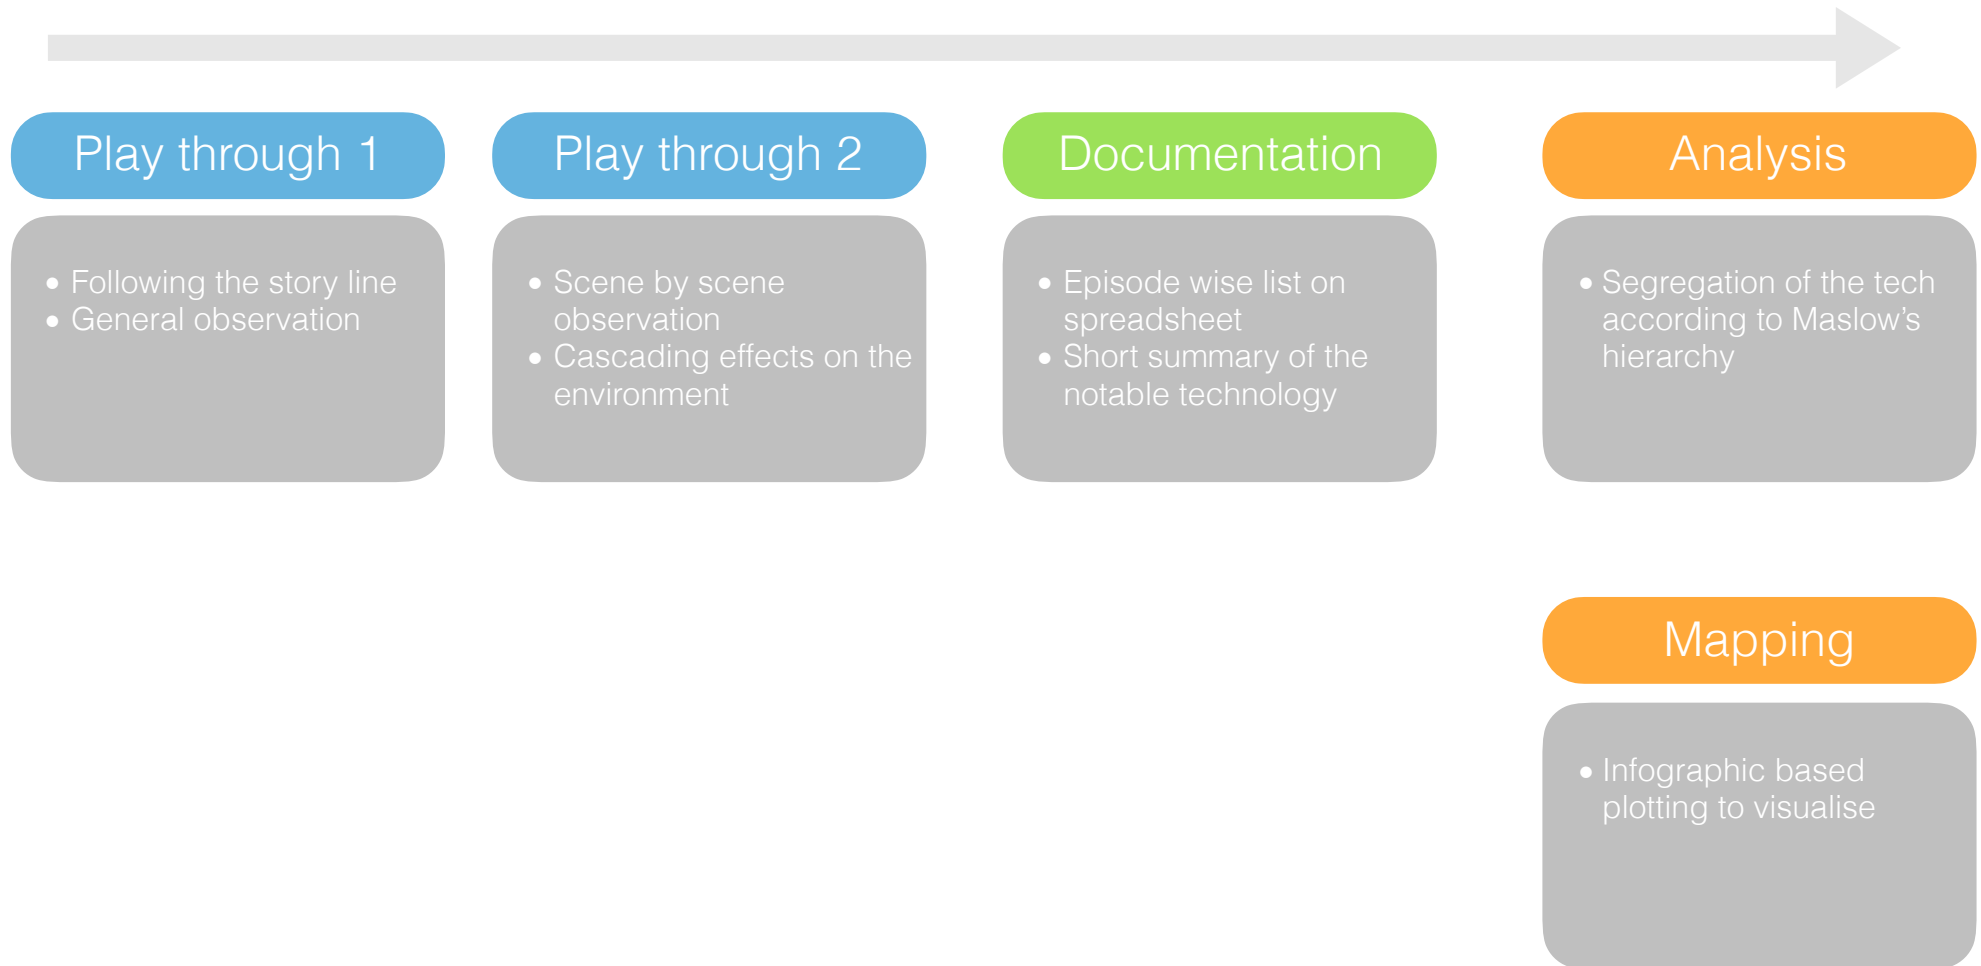 Play through 1
Following the story line
General observation
Play through 2
Scene by scene
observation
Cascading effects on the
environment
Documentation
Episode wise list on
spreadsheet
Short summary of the
notable technology
Analysis
Segregation of the tech
according to Maslow’s
hierarchy
Mapping
Infographic based
plotting to visualise